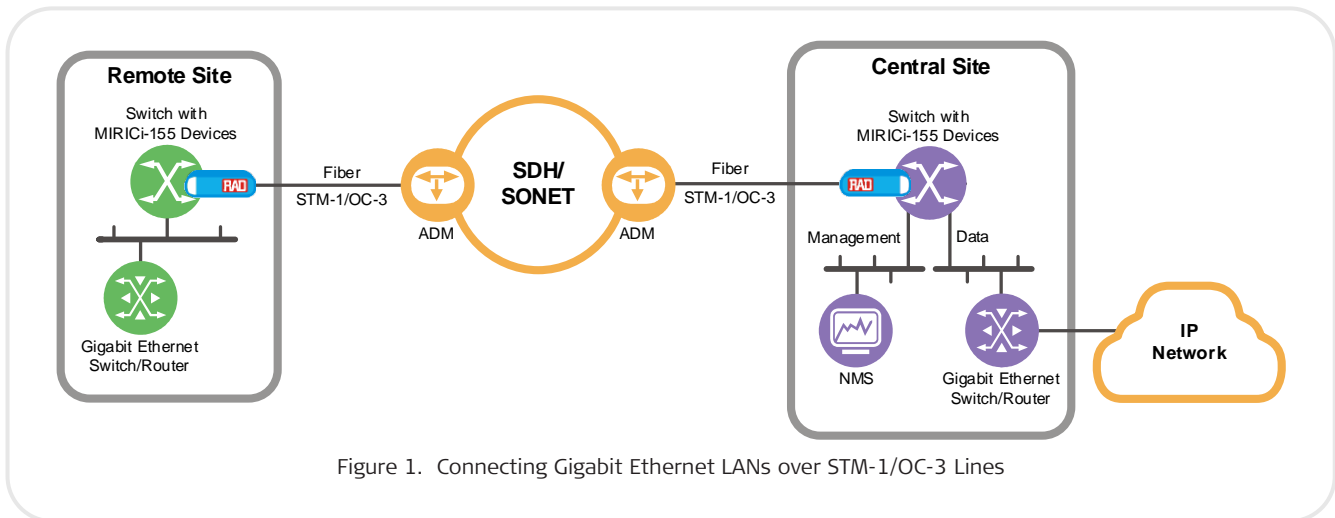 Remote Site
Switch with
MIRICi-155 Devices
RAD
Gigabit Ethernet
Switch/Router
Fiber
STM-1/OC-3
ADM
SDH/
SONET
ADM
Fiber
STM-1/OC-3
Central Site
Switch with
MIRICi-155 Devices
RAD
Management
Data
NMS
Gigabit Ethernet
Switch/Router
IP
Network
Figure 1. Connecting Gigabit Ethernet LANs over STM-1/OC-3 Lines